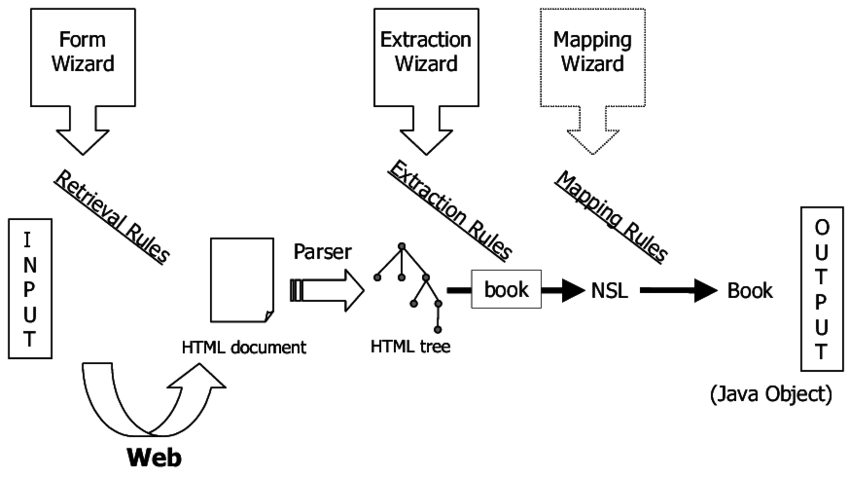 Form
Wizard
Extraction
Wizard
Mapping
Wizard
Retrieval Rules
Extraction Rules
Mapping Rules
INPUT
Parser
book
NSL
Book
OUTPUT
HTML document
HTML tree
(Java Object)
Web